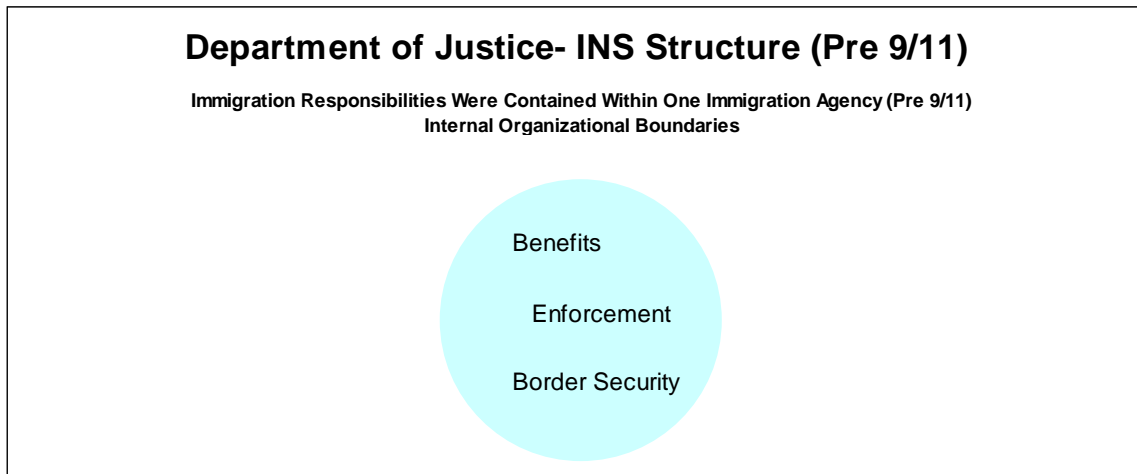 Department of Justice- INS Structure (Pre 9/11)
Immigration Responsibilities Were Contained Within One Immigration Agency (Pre 9/11)
Internal Organizational Boundaries
Benefits
Enforcement
Border Security